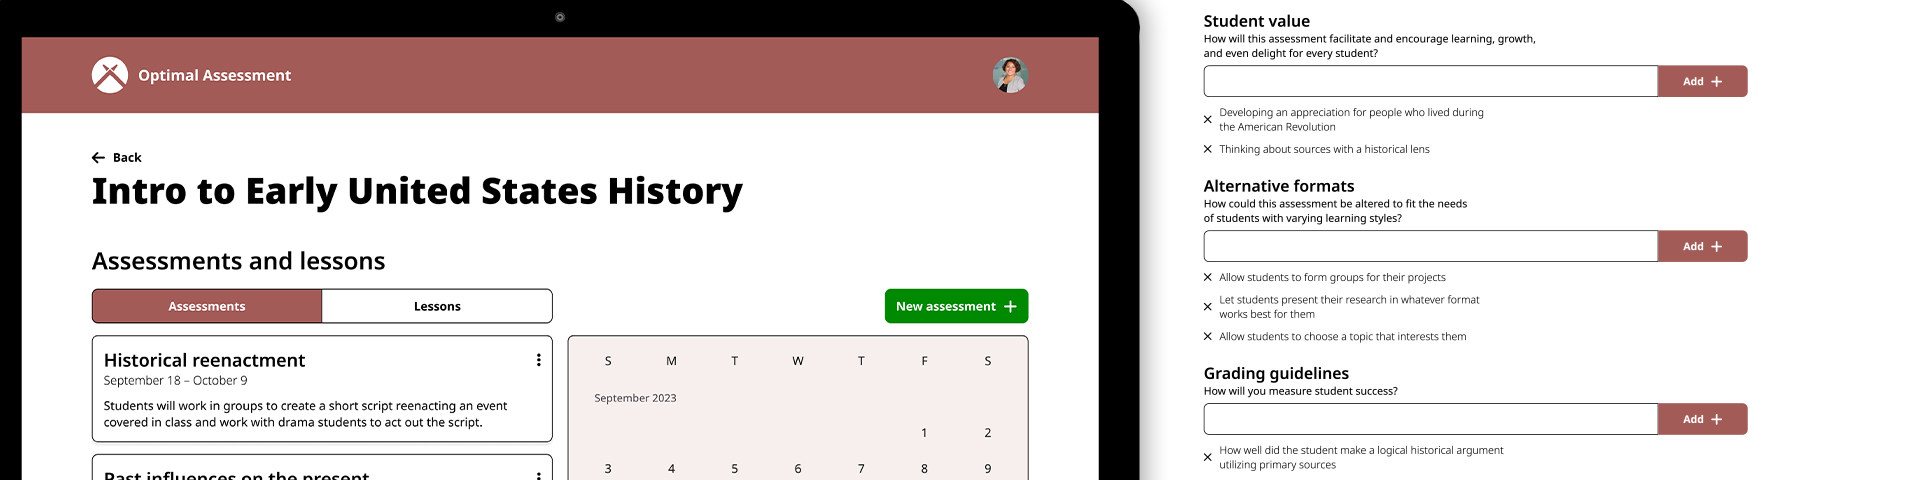 Optimal Assessment
Back
Intro to Early United States History
Assessments and lessons
Assessments
Lessons
New assessment
Historical reenactment
September 18 – October 9
Students will work in groups to create a short script reenacting an event
covered in class and work with drama students to act out the script.
Past influences on the present
S M T W T F S
September 2023
1 2
3 4 5 6 7 8 9
Student value
How will this assessment facilitate and encourage learning, growth,
and even delight for every student?
Add
Developing an appreciation for people who lived during
the American Revolution
Thinking about sources with a historical lens
Alternative formats
How could this assessment be altered to fit the needs
of students with varying learning styles?
Add
Allow students to form groups for their projects
Let students present their research in whatever format
works best for them
Allow students to choose a topic that interests them
Grading guidelines
How will you measure student success?
Add
How well did the student make a logical historical argument
utilizing primary sources